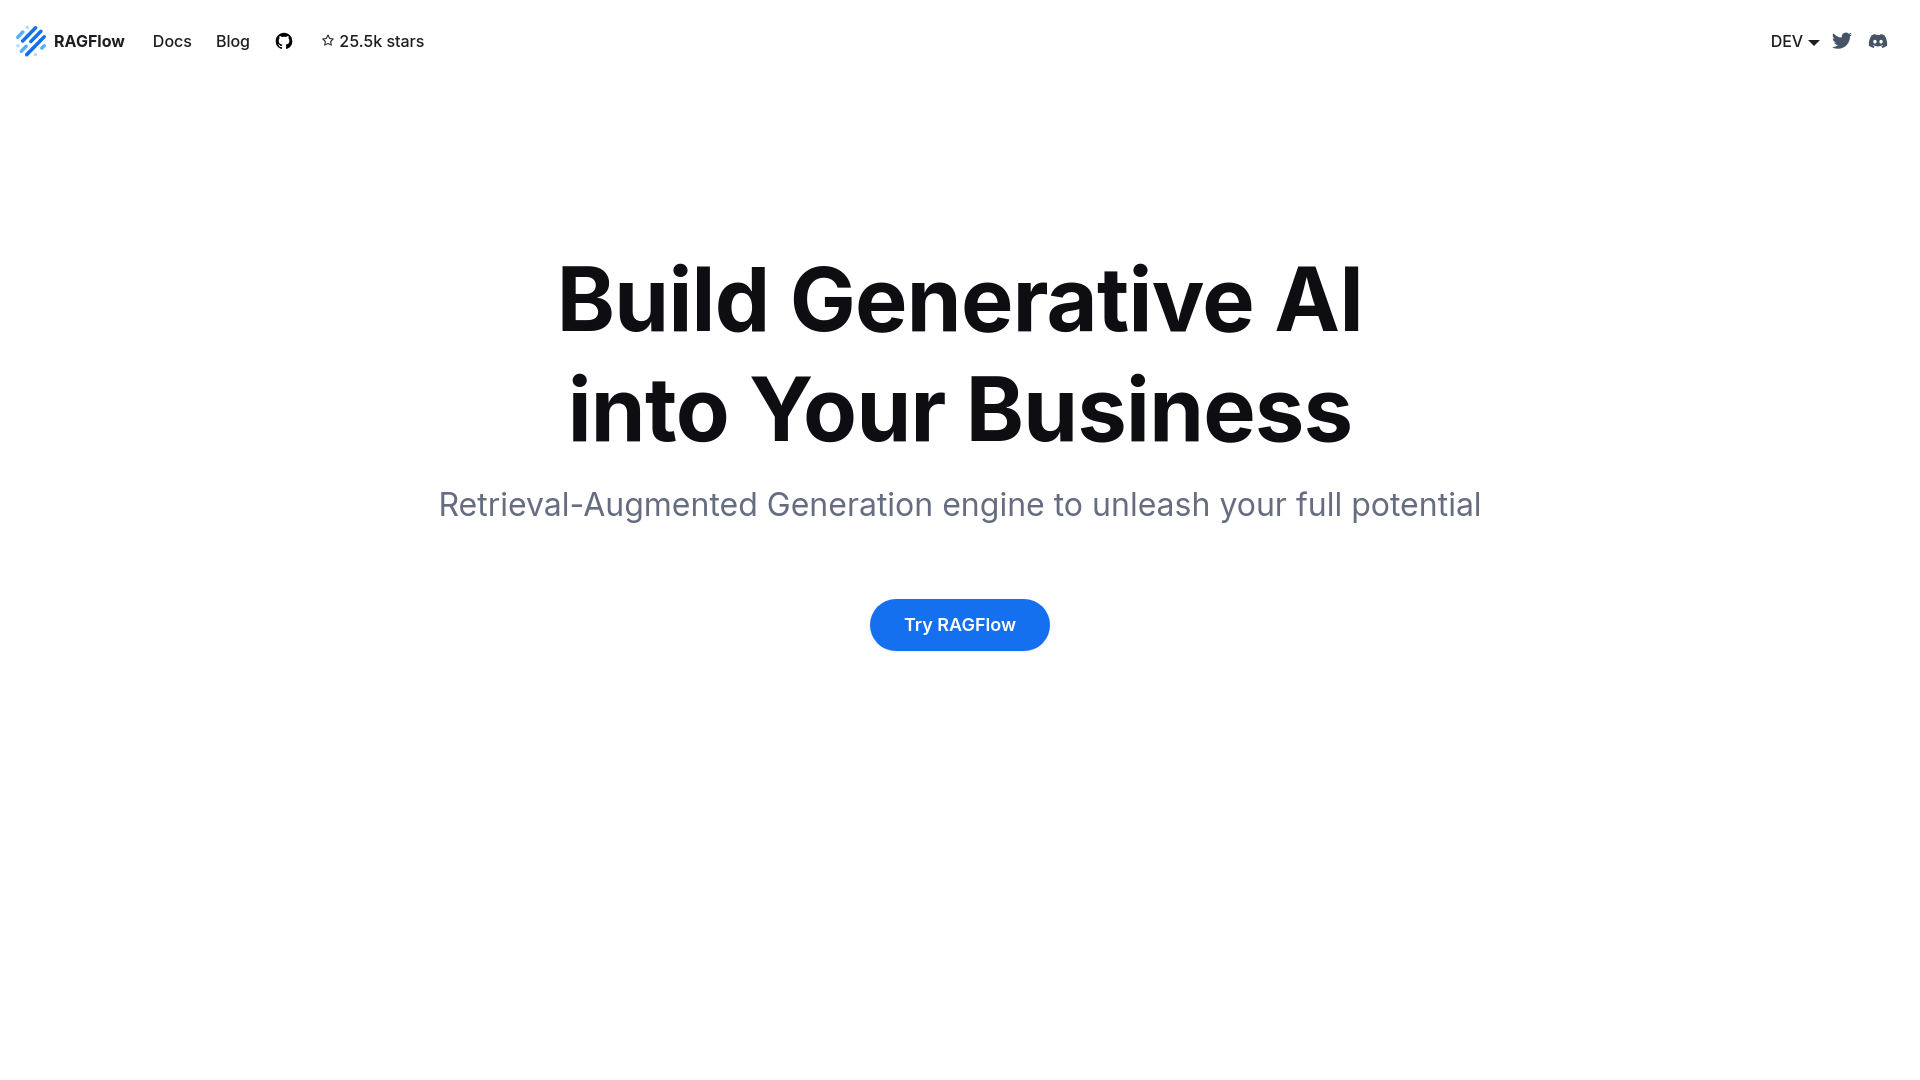 RAGFlow Docs Blog 25.5k stars DEV
Build Generative AI
into Your Business
Retrieval-Augmented Generation engine to unleash your full potential
Try RAGFlow